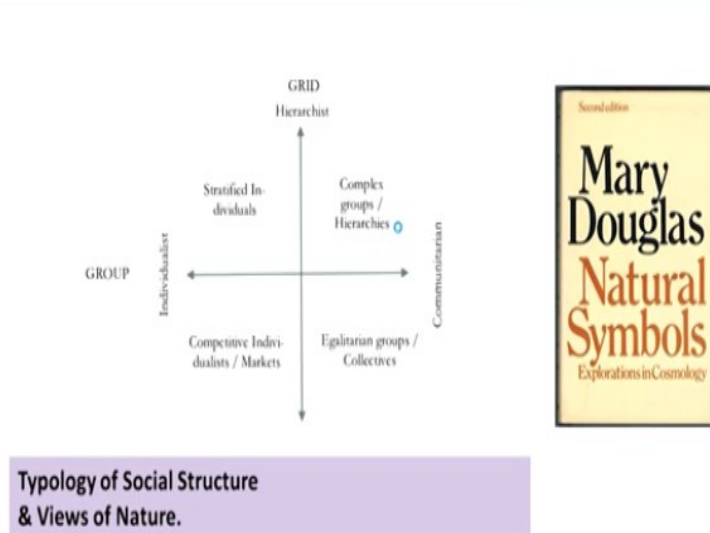 GRID
Hierarchist
Stratified In-
dividuals
Complex
groups /
Hierarchies
GROUP
Individualist
Communitarian
Competitive Indivi-
dualists / Markets
Egalitarian groups /
Collectives
Second edition
Mary
Douglas
Natural
Symbols
Explorations in Cosmology
Typology of Social Structure
& Views of Nature.